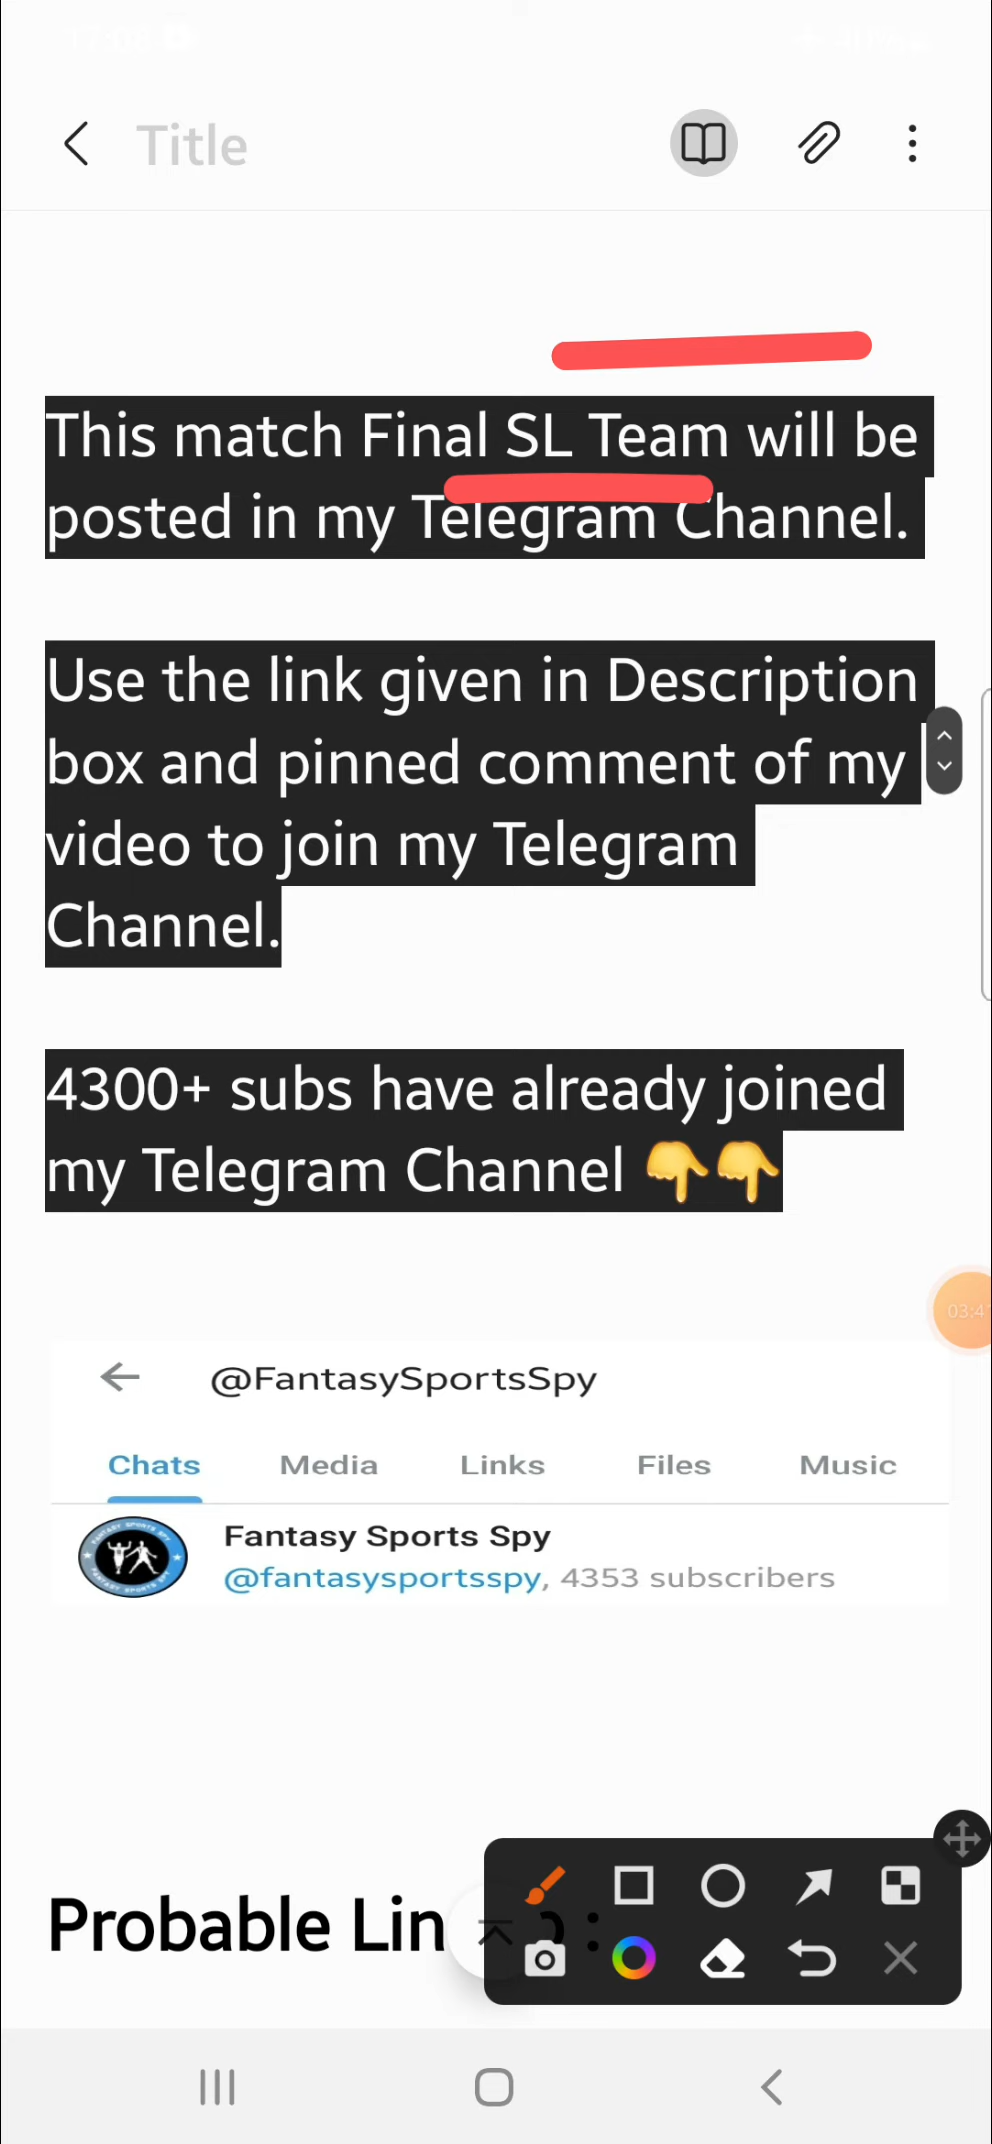 Title
This match Final SL Team will be
posted in my Telegram Channel.
Use the link given in Description
box and pinned comment of my
video to join my Telegram
Channel.
4300+ subs have already joined
my Telegram Channel 👇👇
03:4
@FantasySportsSpy
Chats Media Links Files Music
Fantasy Sports Spy
@fantasysportsspy, 4353 subscribers
Probable Lin